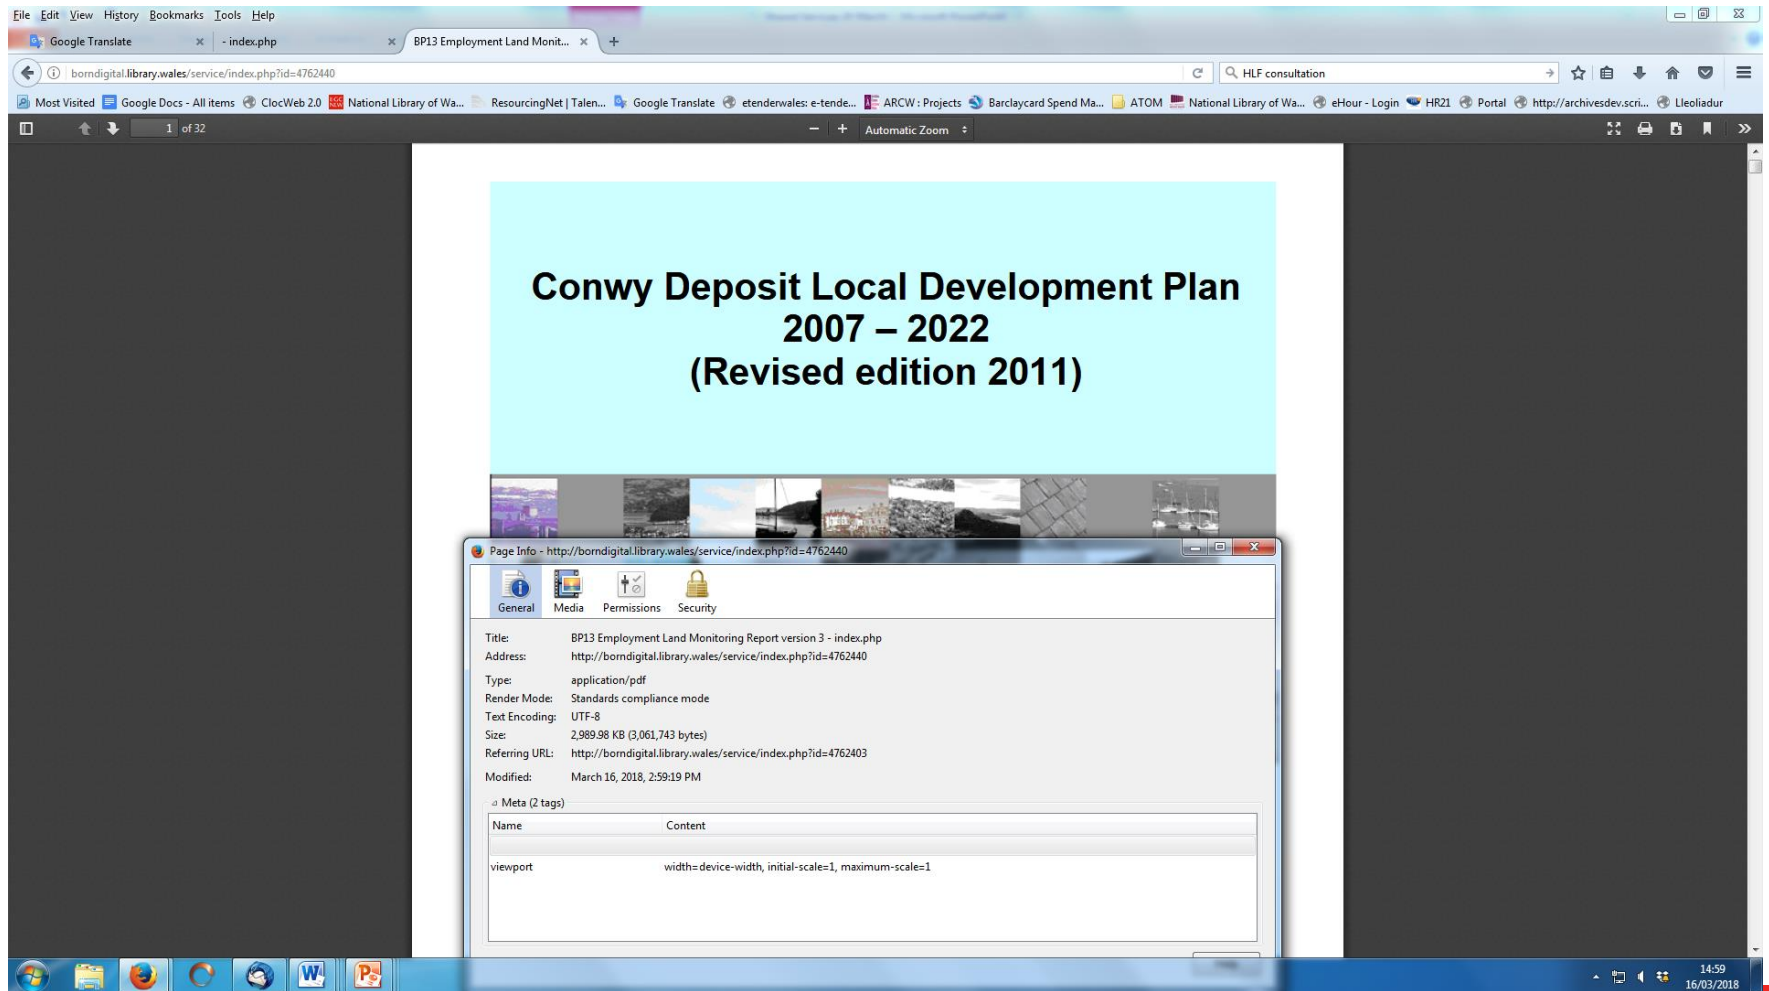 File Edit View History Bookmarks Tools Help
Google Translate × - index.php × BP13 Employment Land Monit... × +
borndigital.library.wales/service/index.php?id=4762440 HLF consultation
Most Visited Google Docs - All items ClocWeb 2.0 National Library of Wa... ResourcingNet | Talen... Google Translate etenderwales: e-tende... ARCW : Projects Barclaycard Spend Ma... ATOM National Library of Wa... eHour - Login HR21 Portal http://archivesdev.scri... Lleoliadur
1 of 32 − + Automatic Zoom
Conwy Deposit Local Development Plan
2007 – 2022
(Revised edition 2011)
Page Info - http://borndigital.library.wales/service/index.php?id=4762440
General Media Permissions Security
Title: BP13 Employment Land Monitoring Report version 3 - index.php
Address: http://borndigital.library.wales/service/index.php?id=4762440
Type: application/pdf
Render Mode: Standards compliance mode
Text Encoding: UTF-8
Size: 2,989.98 KB (3,061,743 bytes)
Referring URL: http://borndigital.library.wales/service/index.php?id=4762403
Modified: March 16, 2018, 2:59:19 PM
Meta (2 tags)
Name Content
viewport width=device-width, initial-scale=1, maximum-scale=1
14:59
16/03/2018